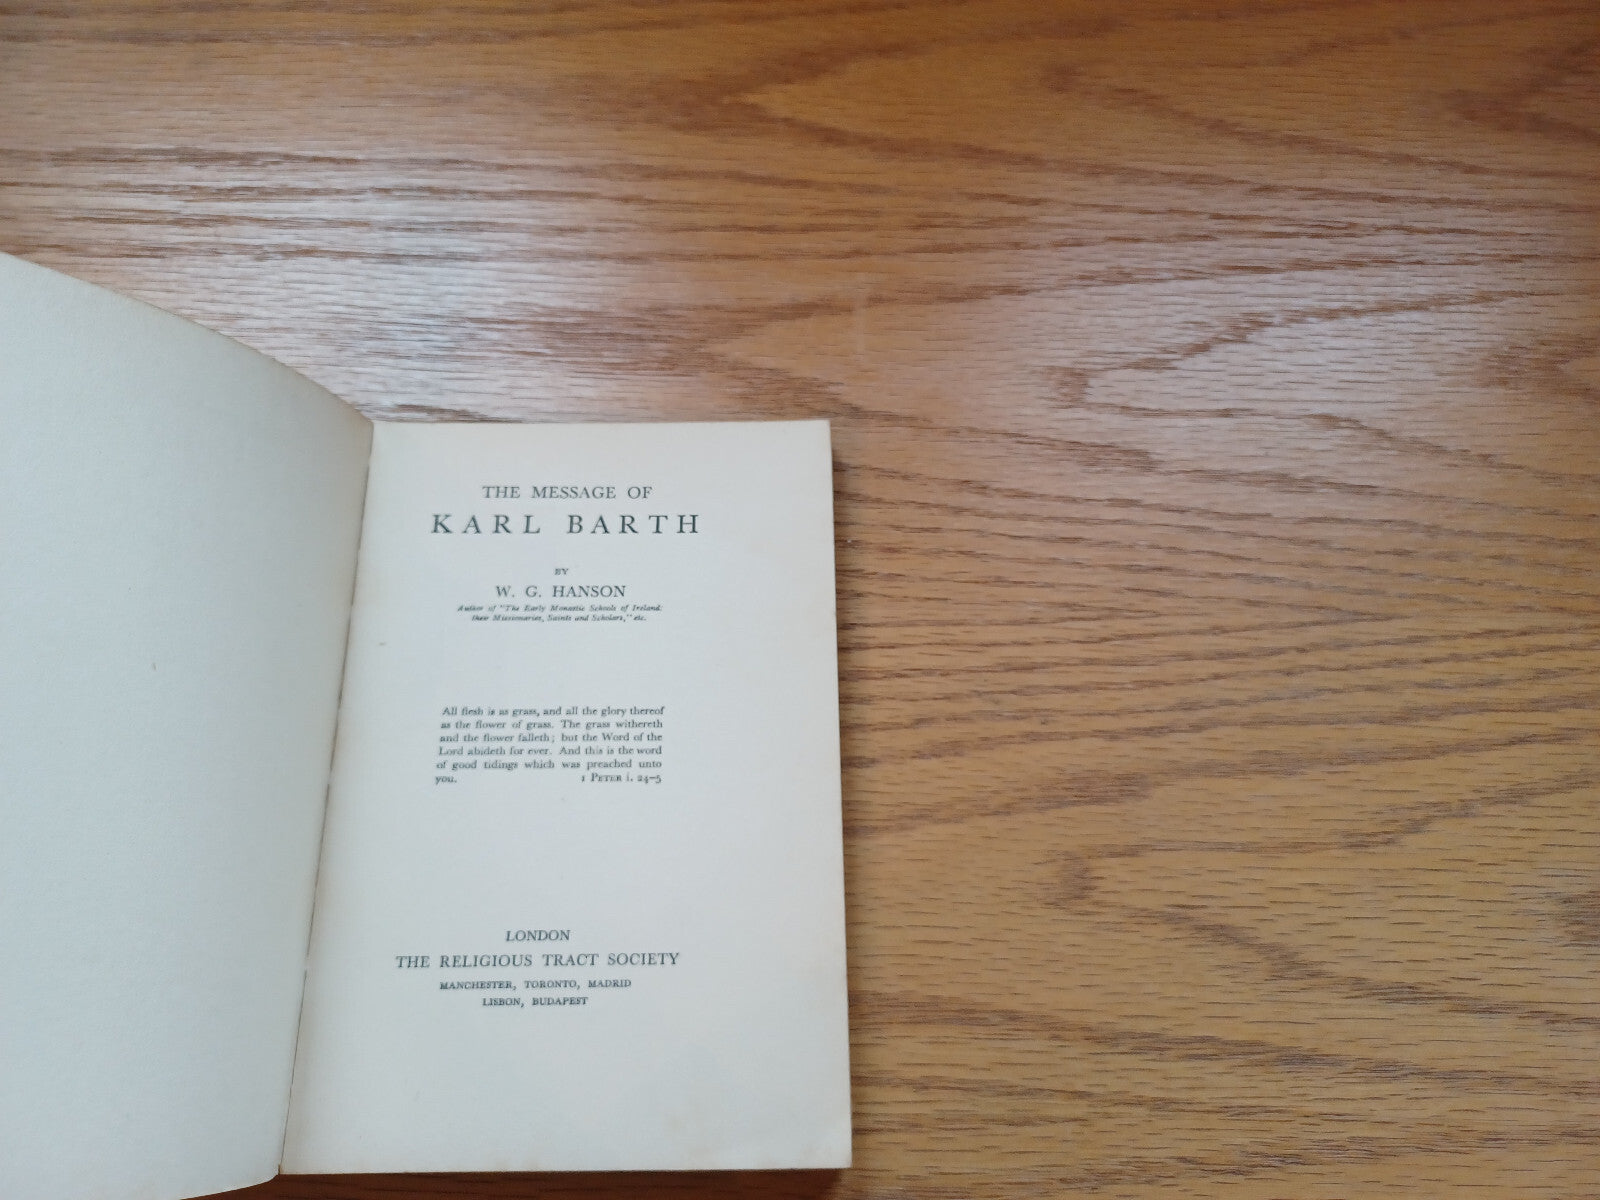 THE MESSAGE OF
KARL BARTH
BY
W. G. HANSON
Author of "The Early Monastic Schools of Ireland:
their Missionaries, Saints and Scholars," etc.
All flesh is as grass, and all the glory thereof
as the flower of grass. The grass withereth
and the flower falleth; but the Word of the
Lord abideth for ever. And this is the word
of good tidings which was preached unto
you. 1 PETER i. 24-5
LONDON
THE RELIGIOUS TRACT SOCIETY
MANCHESTER, TORONTO, MADRID
LISBON, BUDAPEST